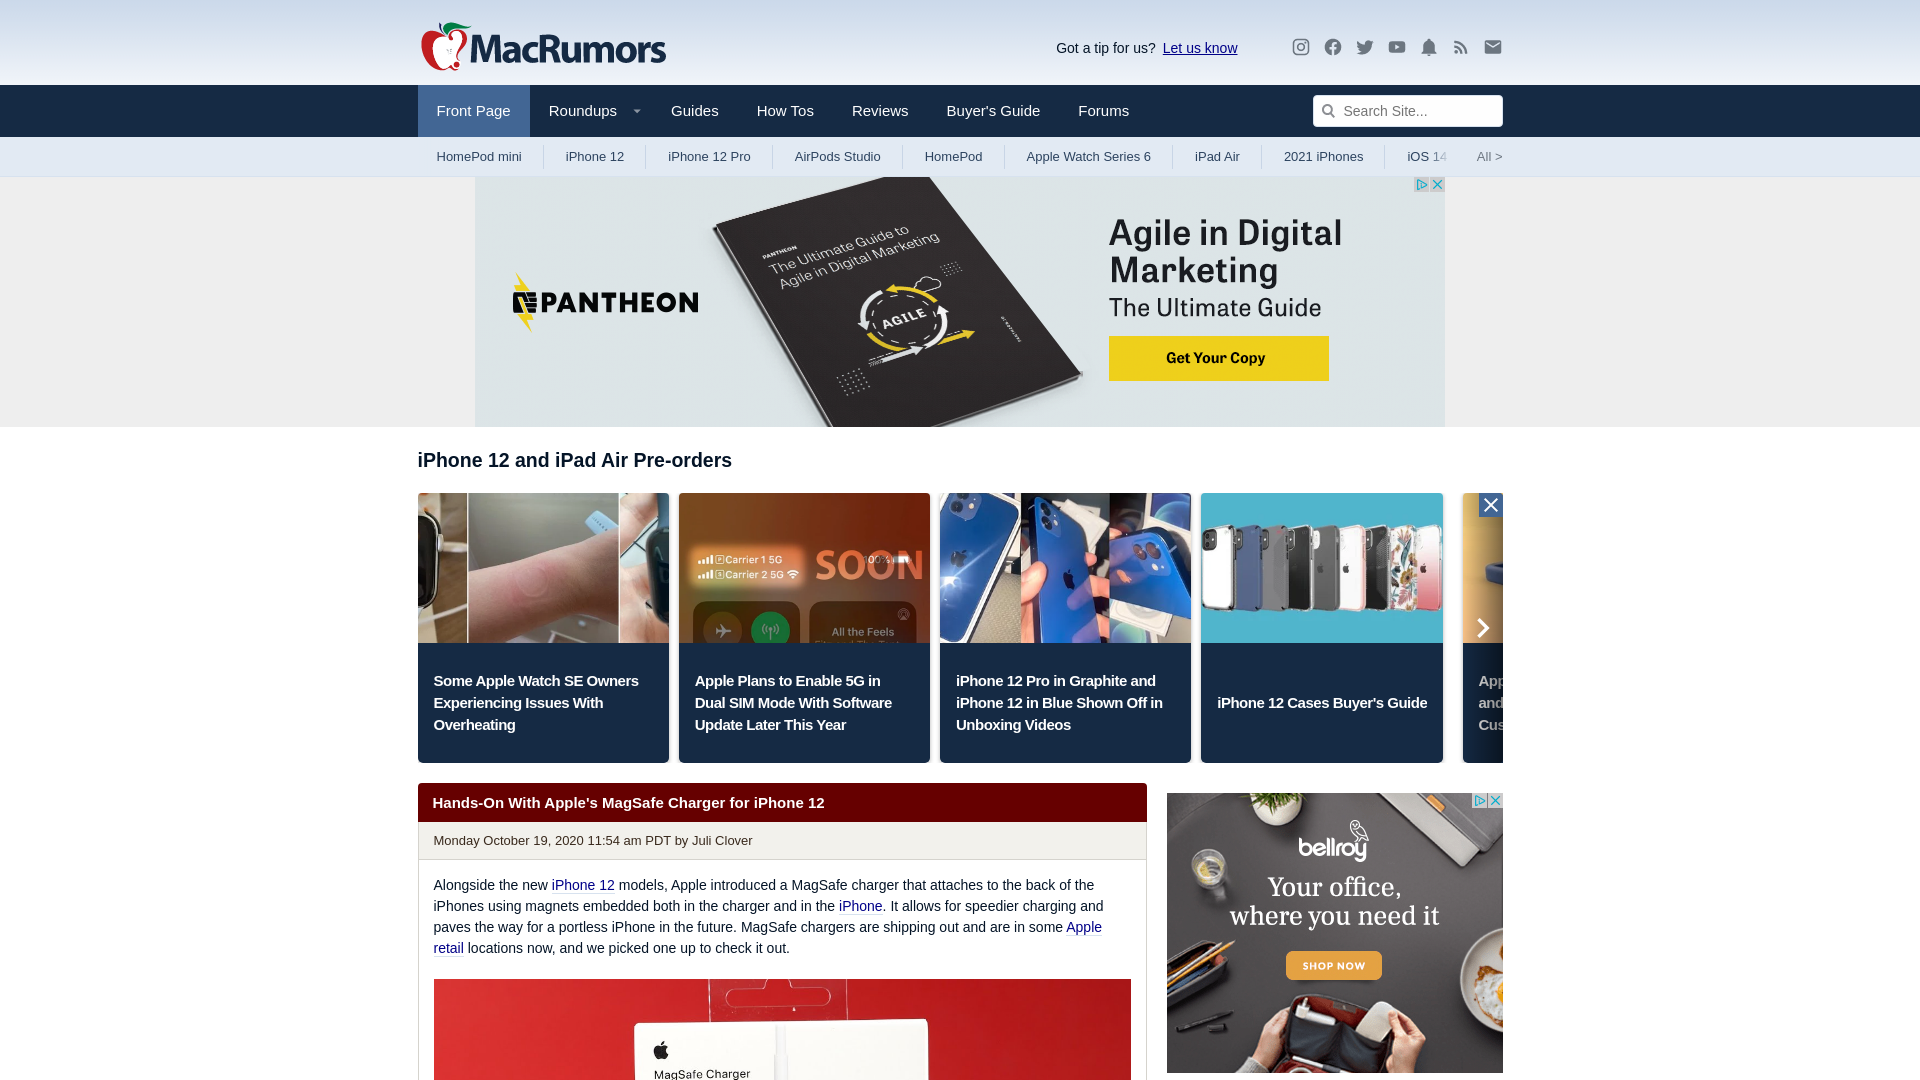 MacRumors
Got a tip for us? Let us know
Front Page
Roundups
Guides
How Tos
Reviews
Buyer's Guide
Forums
Search Site...
HomePod mini
iPhone 12
iPhone 12 Pro
AirPods Studio
HomePod
Apple Watch Series 6
iPad Air
2021 iPhones
iOS 14
All >
PANTHEON
PANTHEON
The Ultimate Guide to
Agile in Digital Marketing
AGILE
Agile in Digital
Marketing
The Ultimate Guide
Get Your Copy
iPhone 12 and iPad Air Pre-orders
Carrier 1 5G
Carrier 2 5G
SOON
100%
All the Feels
Some Apple Watch SE Owners
Experiencing Issues With
Overheating
Apple Plans to Enable 5G in
Dual SIM Mode With Software
Update Later This Year
iPhone 12 Pro in Graphite and
iPhone 12 in Blue Shown Off in
Unboxing Videos
iPhone 12 Cases Buyer's Guide
App
and
Cus
Hands-On With Apple's MagSafe Charger for iPhone 12
Monday October 19, 2020 11:54 am PDT by Juli Clover
Alongside the new iPhone 12 models, Apple introduced a MagSafe charger that attaches to the back of the
iPhones using magnets embedded both in the charger and in the iPhone. It allows for speedier charging and
paves the way for a portless iPhone in the future. MagSafe chargers are shipping out and are in some Apple
retail locations now, and we picked one up to check it out.
MagSafe Charger
bellroy
Your office,
where you need it
SHOP NOW